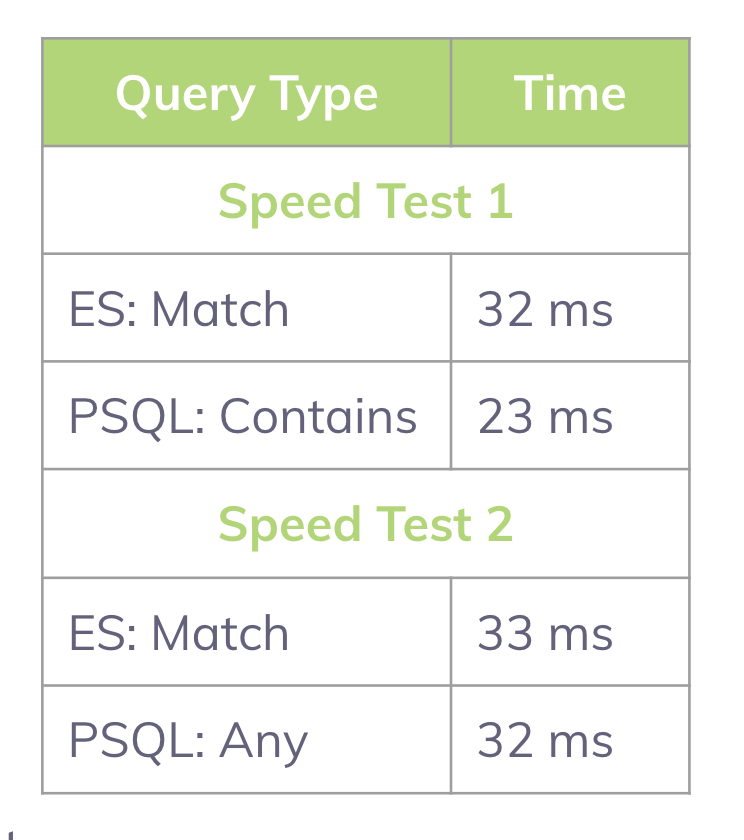 Query Type Time
Speed Test 1
ES: Match 32 ms
PSQL: Contains 23 ms
Speed Test 2
ES: Match 33 ms
PSQL: Any 32 ms